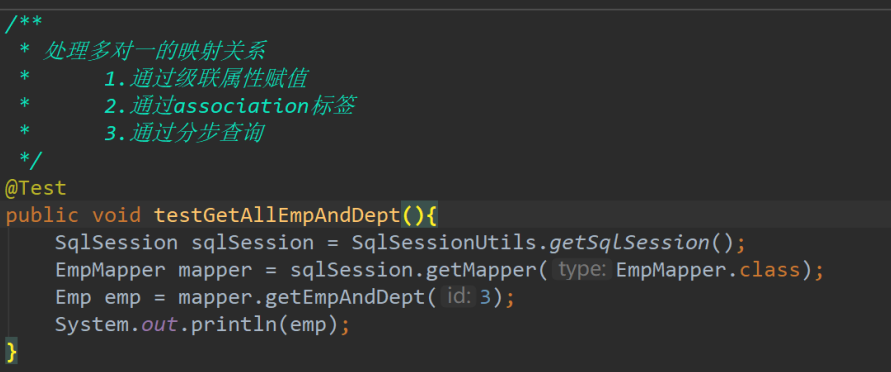 /**
 * 处理多对一的映射关系
 *      1.通过级联属性赋值
 *      2.通过association标签
 *      3.通过分步查询
 */
@Test
public void testGetAllEmpAndDept(){
    SqlSession sqlSession = SqlSessionUtils.getSqlSession();
    EmpMapper mapper = sqlSession.getMapper( type: EmpMapper.class);
    Emp emp = mapper.getEmpAndDept( id: 3);
    System.out.println(emp);
}